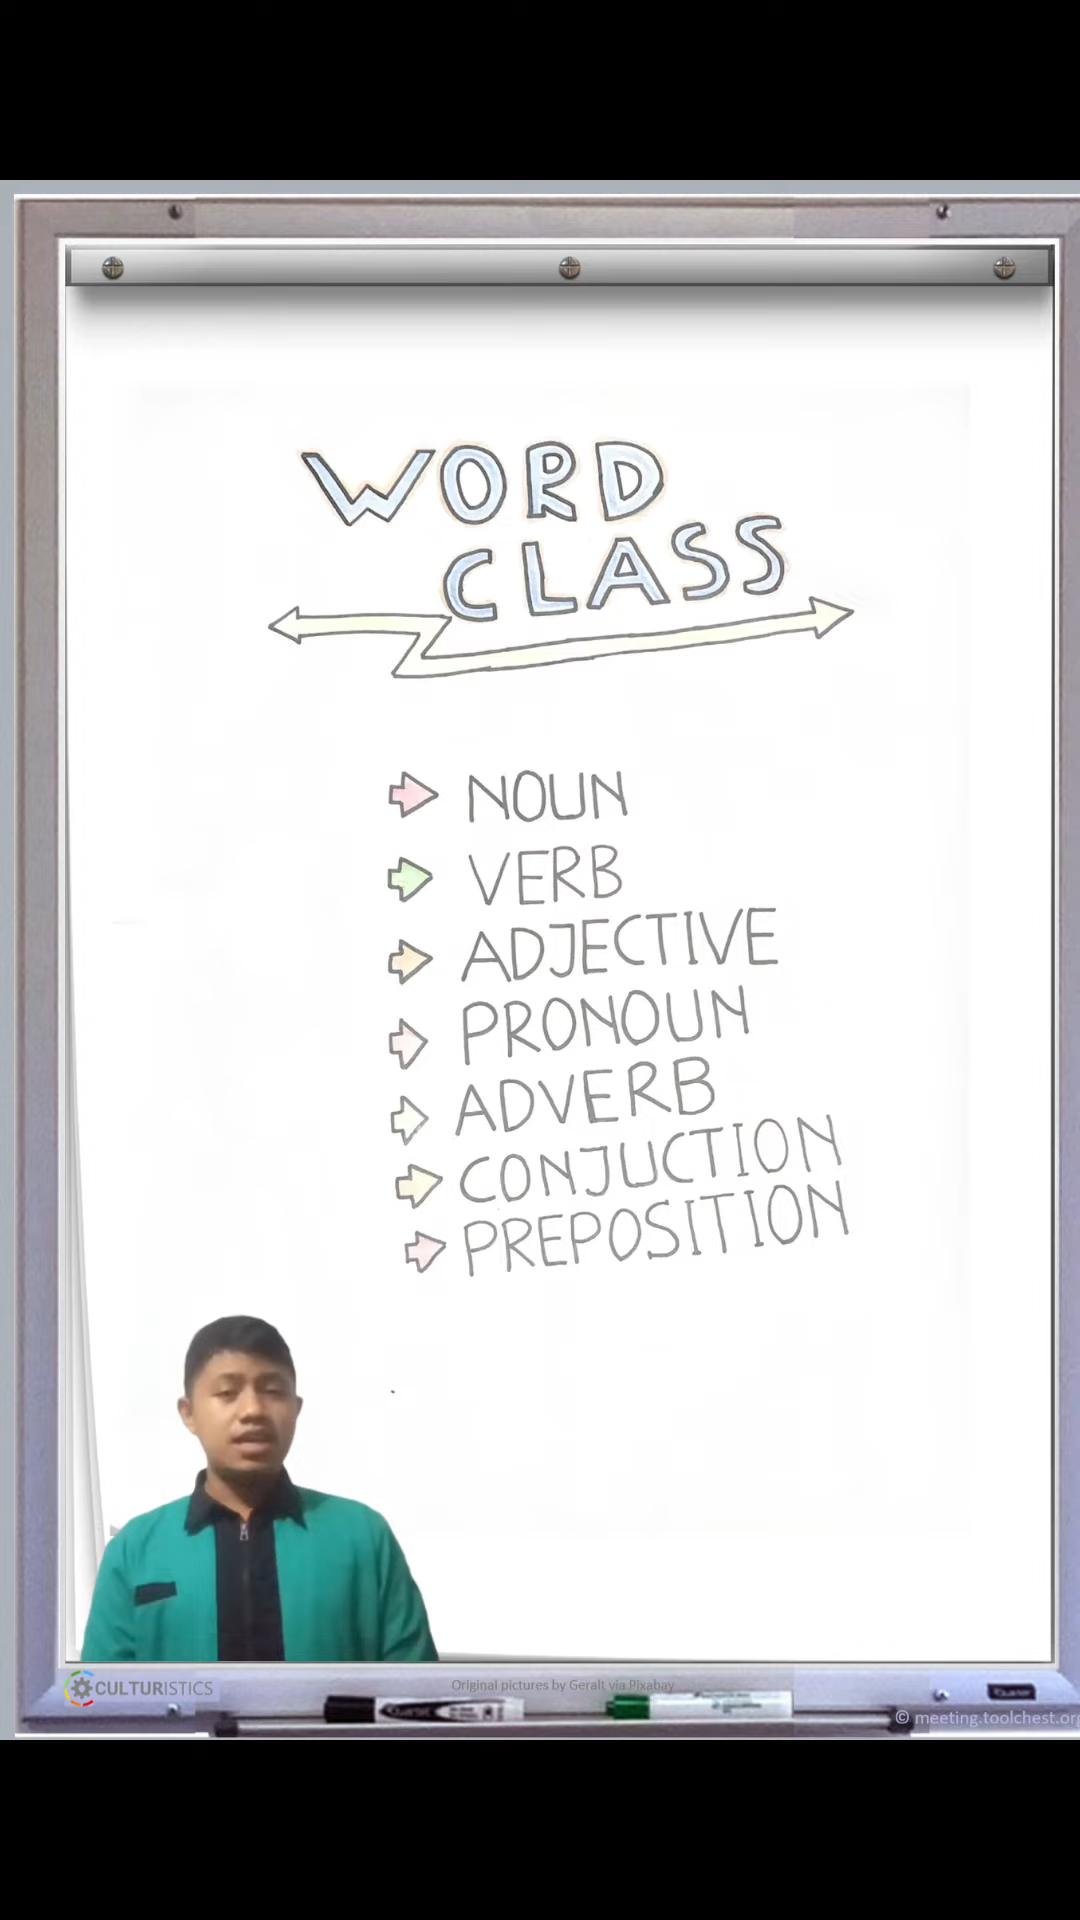 WORD
CLASS
NOUN
VERB
ADJECTIVE
PRONOUN
ADVERB
CONJUCTION
PREPOSITION
CULTURISTICS
Original pictures by Geralt via Pixabay
© meeting.toolchest.org